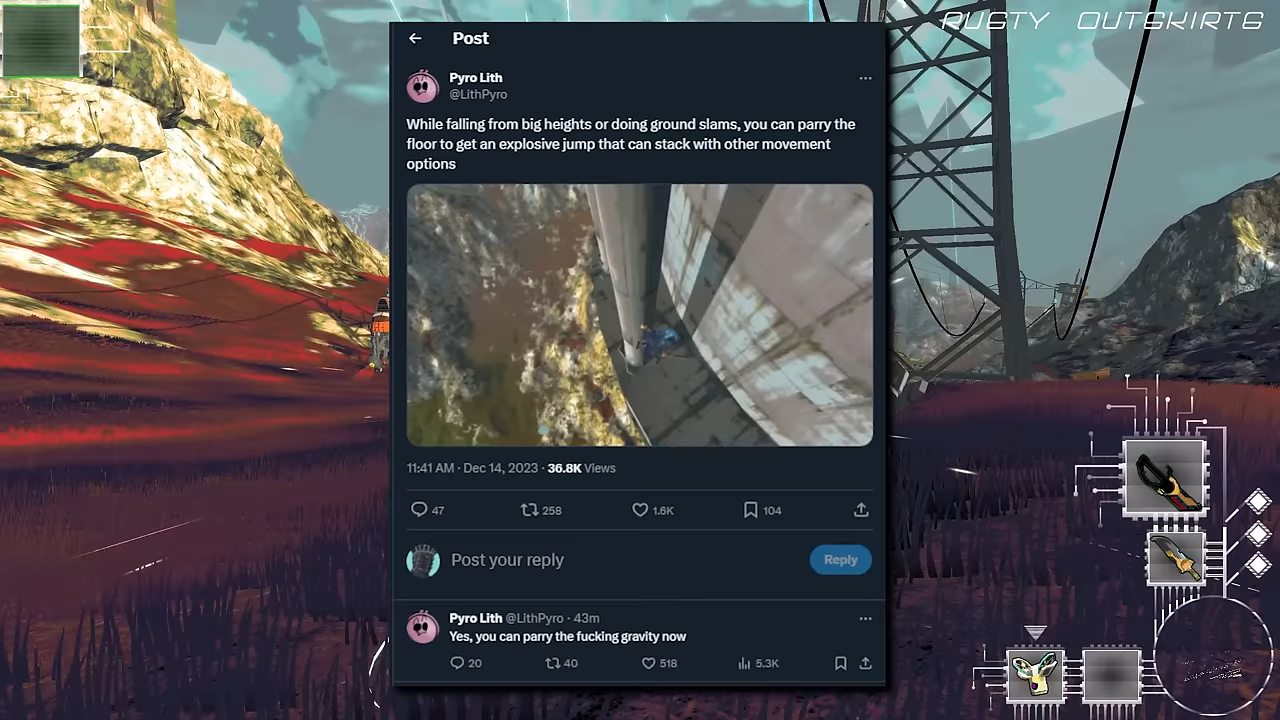 RUSTY OUTSKIRTS
Post
Pyro Lith
@LithPyro
While falling from big heights or doing ground slams, you can parry the
floor to get an explosive jump that can stack with other movement
options
11:41 AM · Dec 14, 2023 · 36.8K Views
47 258 1.6K 104
Post your reply Reply
Pyro Lith @LithPyro · 43m
Yes, you can parry the fucking gravity now
20 40 518 5.3K